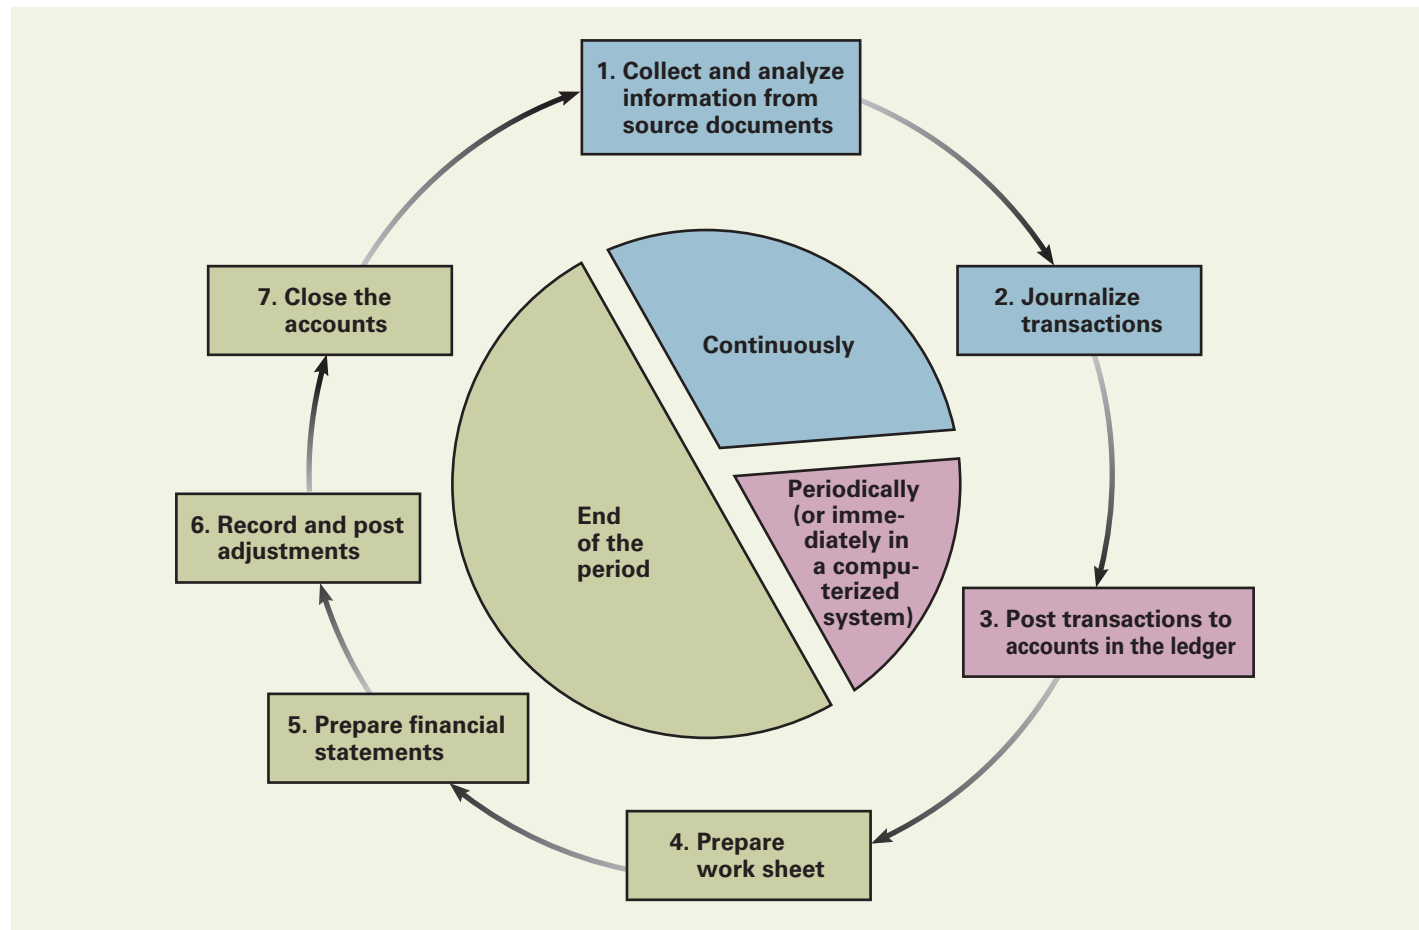 1. Collect and analyze
information from
source documents
2. Journalize
transactions
3. Post transactions to
accounts in the ledger
4. Prepare
work sheet
5. Prepare financial
statements
6. Record and post
adjustments
7. Close the
accounts
Continuously
Periodically
(or imme-
diately in
a compu-
terized
system)
End
of the
period